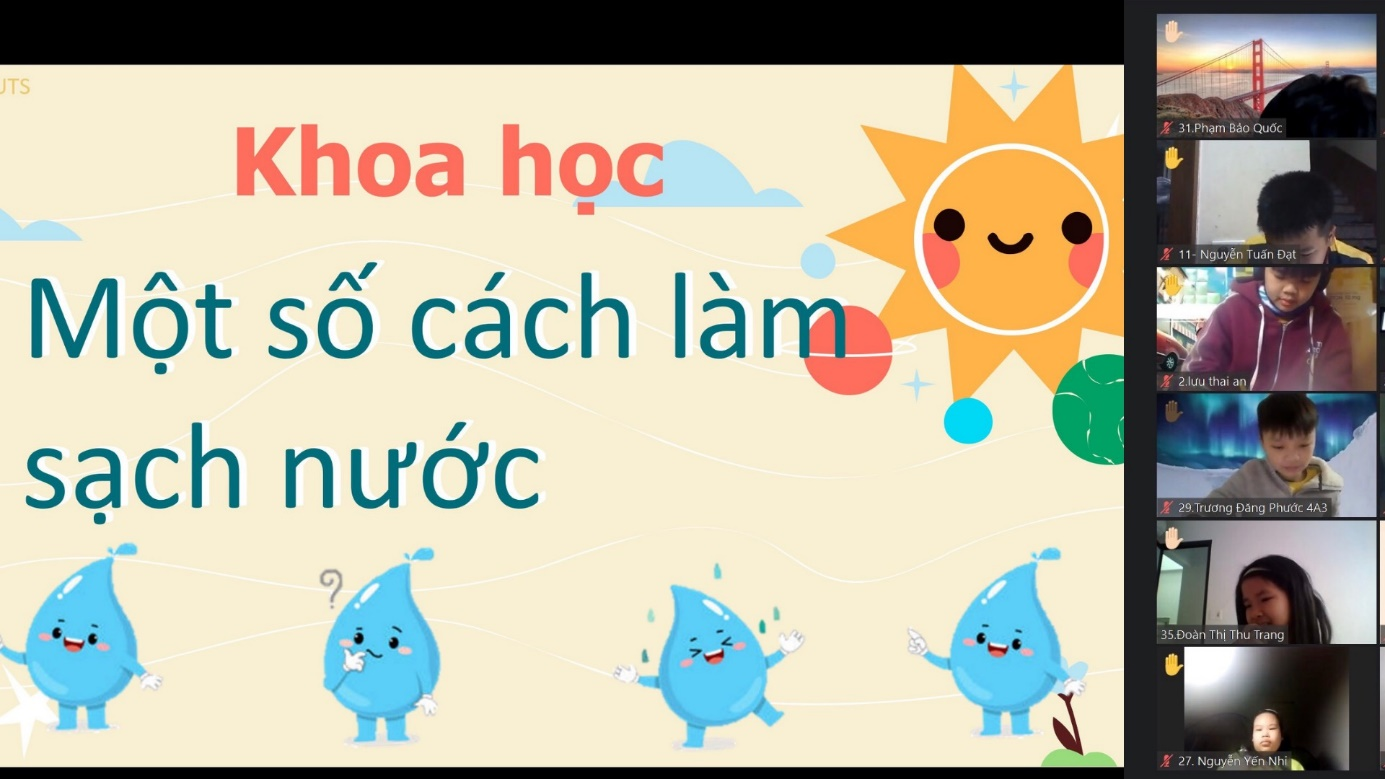 UTS
Khoa học
Một số cách làm
sạch nước
31.Phạm Bảo Quốc
11- Nguyễn Tuấn Đạt
2.lưu thai an
29.Trương Đăng Phước 4A3
35.Đoàn Thị Thu Trang
27. Nguyễn Yến Nhi